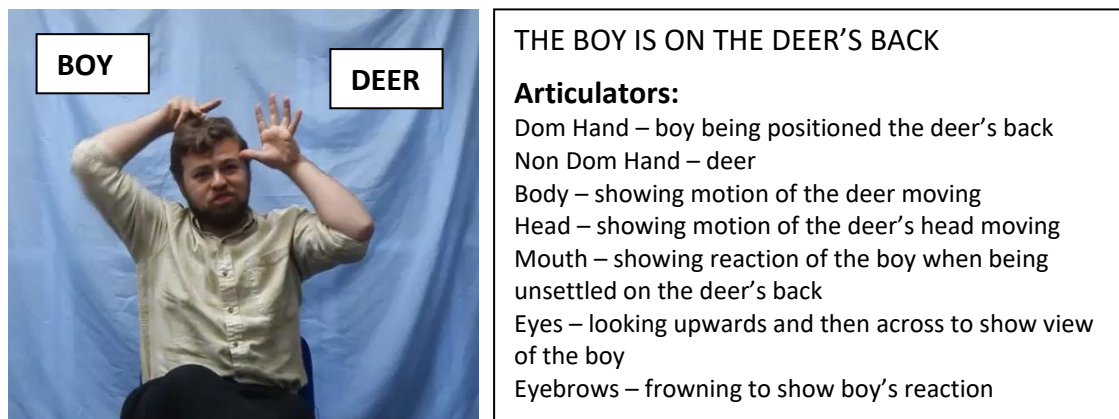 BOY
DEER
THE BOY IS ON THE DEER’S BACK
Articulators:
Dom Hand – boy being positioned the deer’s back
Non Dom Hand – deer
Body – showing motion of the deer moving
Head – showing motion of the deer’s head moving
Mouth – showing reaction of the boy when being
unsettled on the deer’s back
Eyes – looking upwards and then across to show view
of the boy
Eyebrows – frowning to show boy’s reaction